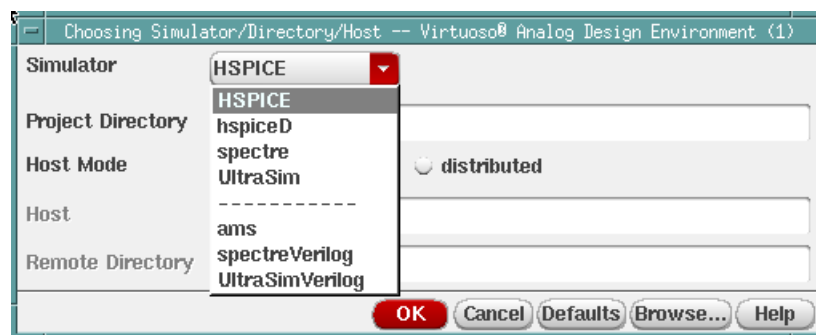 Choosing Simulator/Directory/Host -- Virtuoso® Analog Design Environment (1)
Simulator HSPICE
HSPICE
Project Directory
hspiceD
spectre
Host Mode distributed
UltraSim
-----------
Host
ams
spectreVerilog
Remote Directory
UltraSimVerilog
OK Cancel Defaults Browse... Help